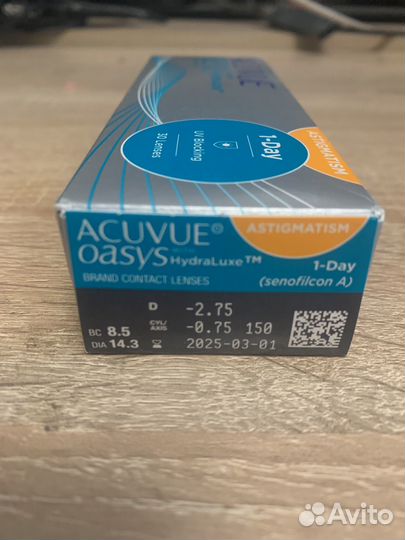 1-Day
ASTIGMATISM
UV Blocking
30 Lenses
ACUVUE®
OASYS
HydraLuxe™
ASTIGMATISM
BRAND CONTACT LENSES
1-Day
(senofilcon A)
D -2.75
BC 8.5 CYL/AXIS -0.75 150
DIA 14.3 2025-03-01
Avito